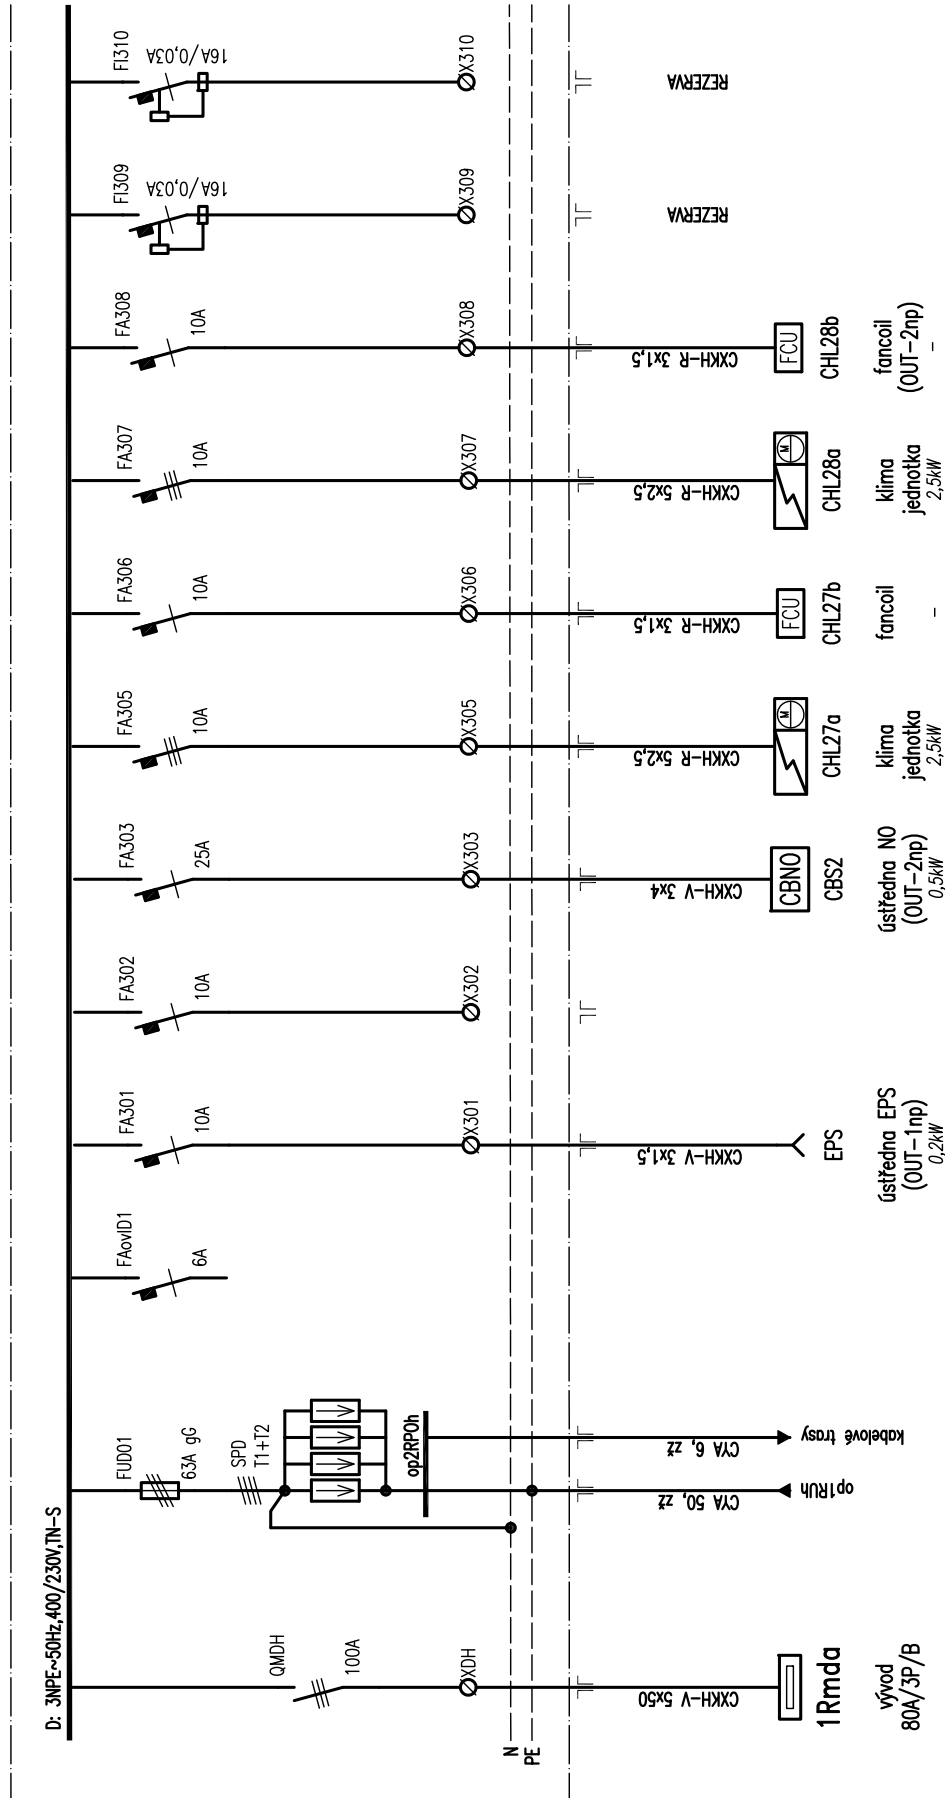 D: 3NPE~50Hz,400/230V,TN-S
QMDH
100A
XDH
N
PE
CXKH-V 5x50
1Rmda
vývod
80A/3P/B
FUD01
63A gG
SPD
T1+T2
op2RPOh
CYA 50, zž
op1RUh
CYA 6, zž
kabelové trasy
FAovID1
6A
FA301
10A
X301
CXKH-V 3x1,5
EPS
ústředna EPS
(OUT-1np)
0,2kW
FA302
10A
X302
FA303
25A
X303
CXKH-V 3x4
CBNO
CBS2
ústředna NO
(OUT-2np)
0,5kW
FA305
10A
X305
CXKH-R 5x2,5
M
CHL27a
klima
jednotka
2,5kW
FA306
10A
X306
CXKH-R 3x1,5
FCU
CHL27b
fancoil
-
FA307
10A
X307
CXKH-R 5x2,5
M
CHL28a
klima
jednotka
2,5kW
FA308
10A
X308
CXKH-R 3x1,5
FCU
CHL28b
fancoil
(OUT-2np)
-
FI309
16A/0,03A
X309
REZERVA
FI310
16A/0,03A
X310
REZERVA